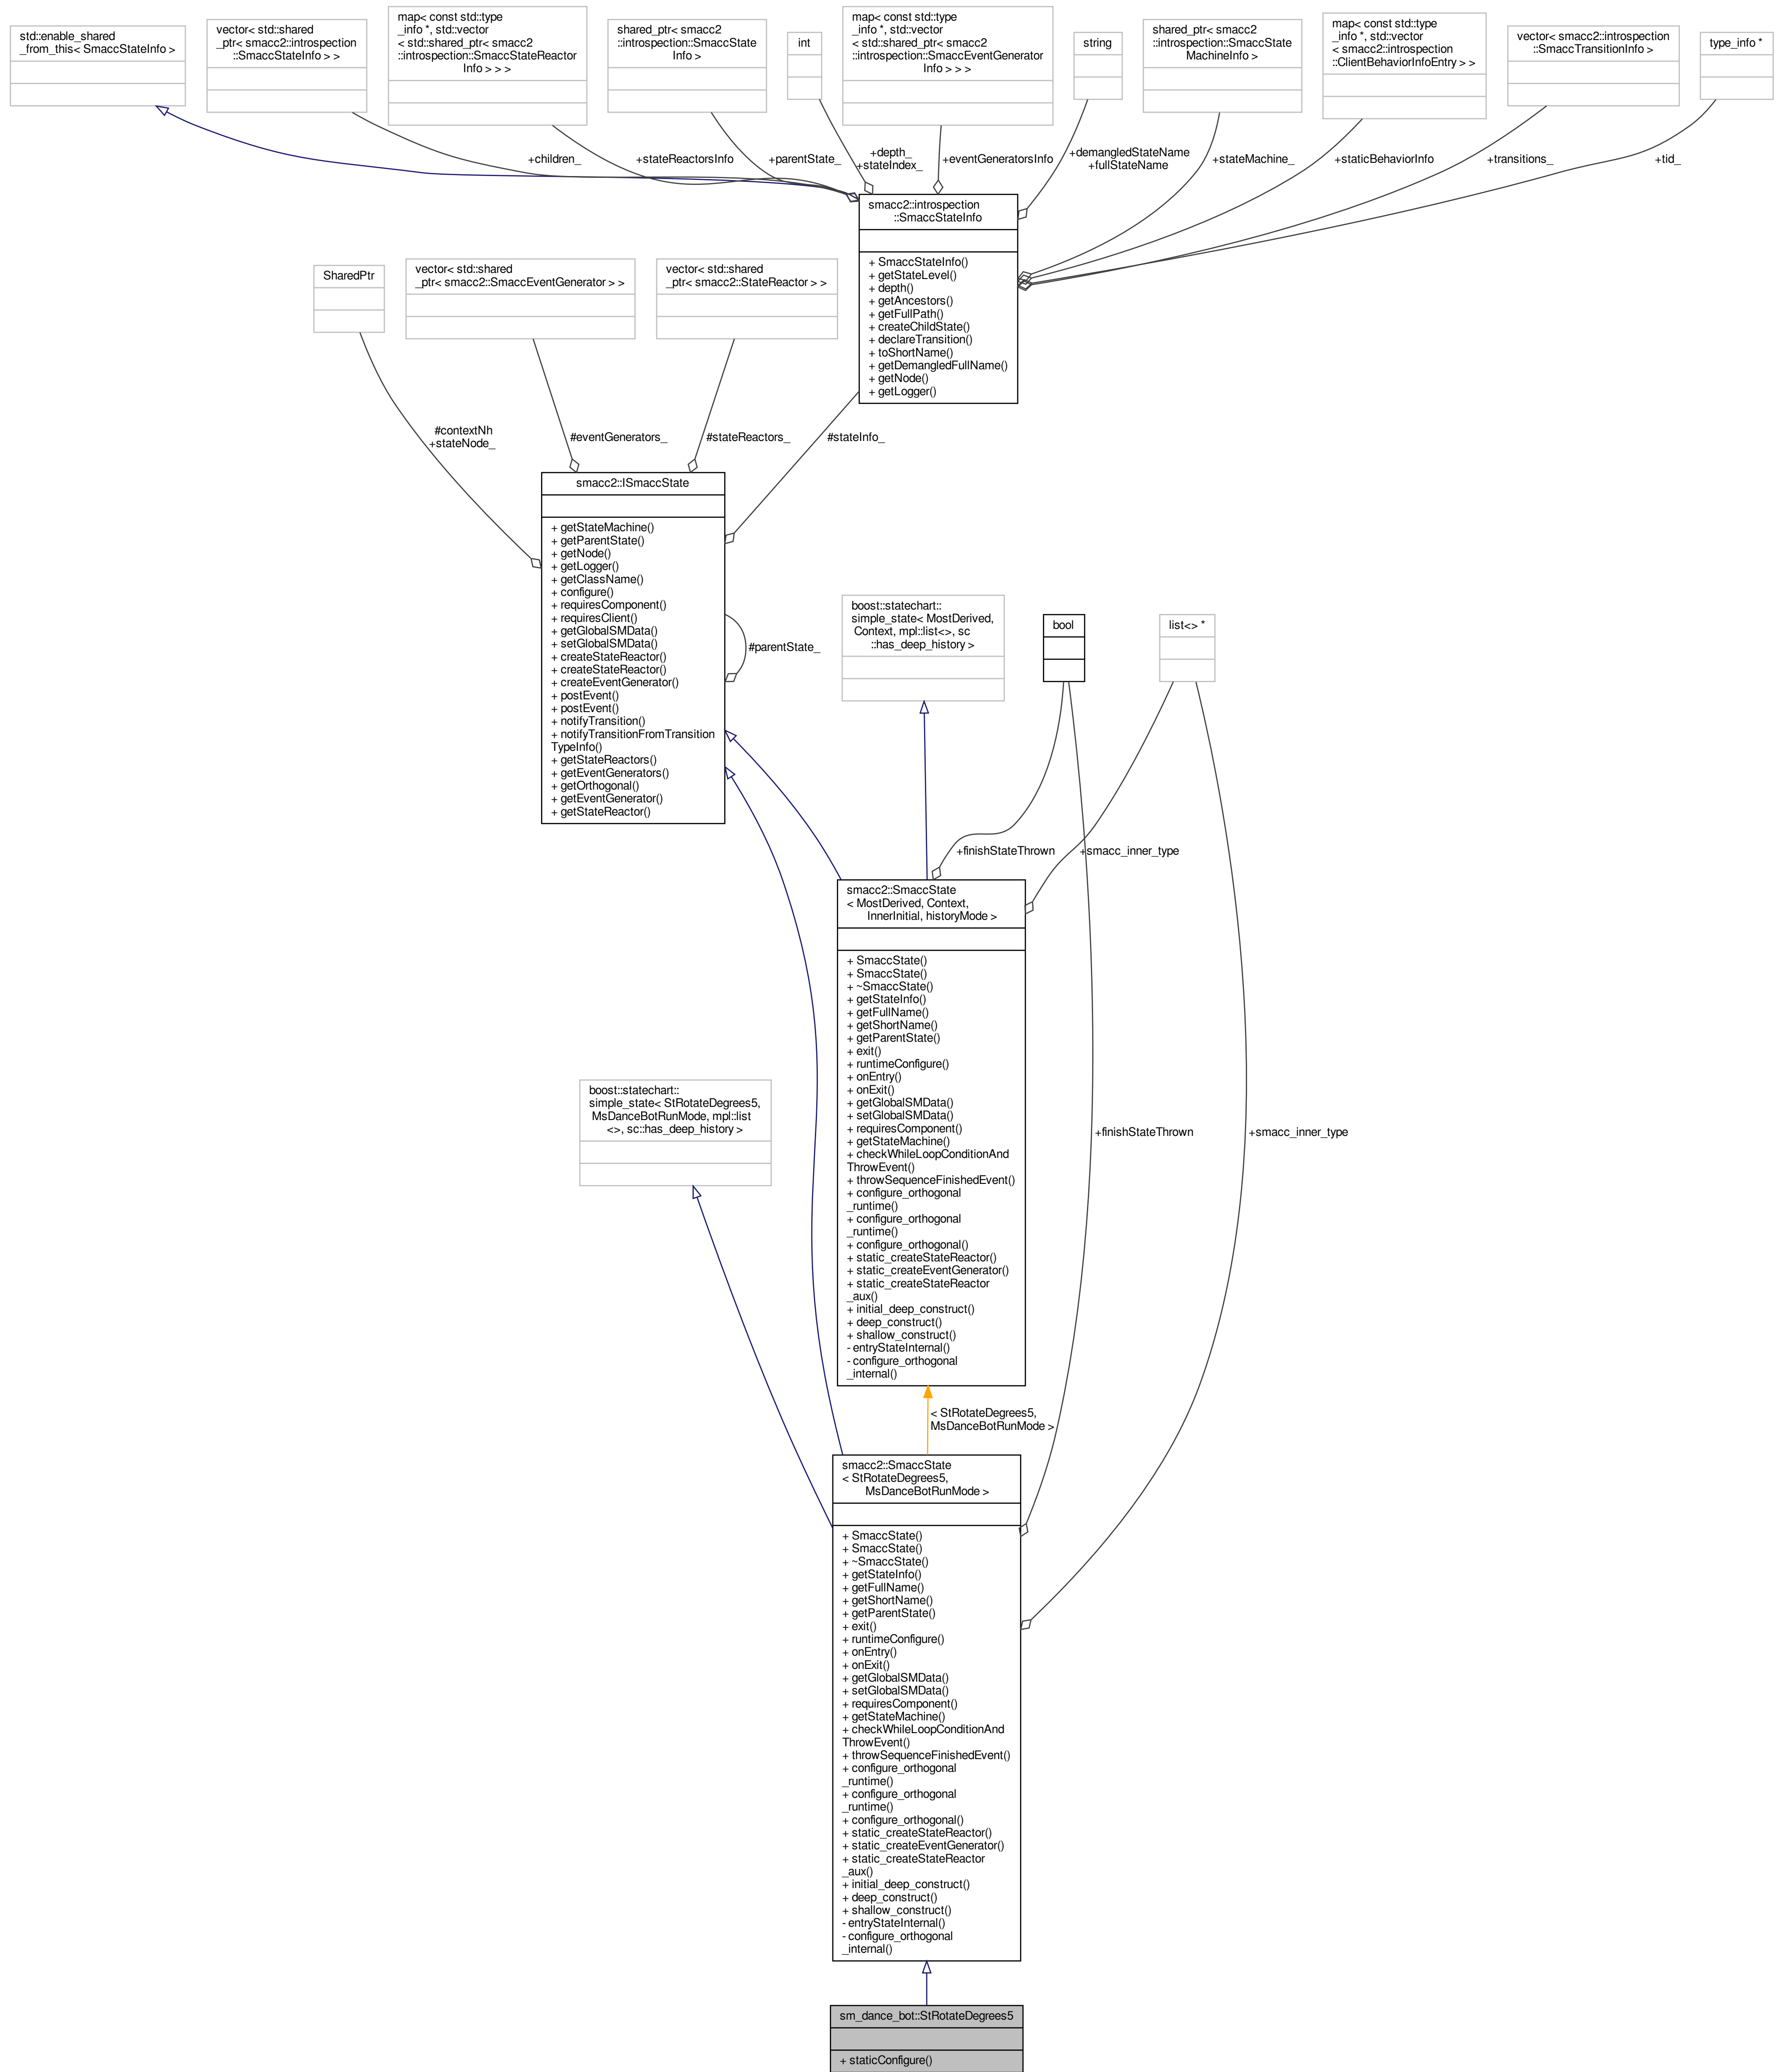 std::enable_shared
_from_this< SmaccStateInfo >
vector< std::shared
_ptr< smacc2::introspection
::SmaccStateInfo > >
map< const std::type
_info *, std::vector
< std::shared_ptr< smacc2
::introspection::SmaccStateReactor
Info > > >
shared_ptr< smacc2
::introspection::SmaccState
Info >
int
map< const std::type
_info *, std::vector
< std::shared_ptr< smacc2
::introspection::SmaccEventGenerator
Info > > >
string
shared_ptr< smacc2
::introspection::SmaccState
MachineInfo >
map< const std::type
_info *, std::vector
< smacc2::introspection
::ClientBehaviorInfoEntry > >
vector< smacc2::introspection
::SmaccTransitionInfo >
type_info *
+children_
+stateReactorsInfo
+parentState_
+depth_
+stateIndex_
+eventGeneratorsInfo
+demangledStateName
+fullStateName
+stateMachine_
+staticBehaviorInfo
+transitions_
+tid_
smacc2::introspection
::SmaccStateInfo
+ SmaccStateInfo()
+ getStateLevel()
+ depth()
+ getAncestors()
+ getFullPath()
+ createChildState()
+ declareTransition()
+ toShortName()
+ getDemangledFullName()
+ getNode()
+ getLogger()
SharedPtr
vector< std::shared
_ptr< smacc2::SmaccEventGenerator > >
vector< std::shared
_ptr< smacc2::StateReactor > >
#contextNh
+stateNode_
#eventGenerators_
#stateReactors_
#stateInfo_
smacc2::ISmaccState
+ getStateMachine()
+ getParentState()
+ getNode()
+ getLogger()
+ getClassName()
+ configure()
+ requiresComponent()
+ requiresClient()
+ getGlobalSMData()
+ setGlobalSMData()
+ createStateReactor()
+ createStateReactor()
+ createEventGenerator()
+ postEvent()
+ postEvent()
+ notifyTransition()
+ notifyTransitionFromTransition
TypeInfo()
+ getStateReactors()
+ getEventGenerators()
+ getOrthogonal()
+ getEventGenerator()
+ getStateReactor()
#parentState_
boost::statechart::
simple_state< MostDerived,
Context, mpl::list<>, sc
::has_deep_history >
bool
list<> *
+finishStateThrown
+smacc_inner_type
smacc2::SmaccState
< MostDerived, Context,
InnerInitial, historyMode >
+ SmaccState()
+ SmaccState()
+ ~SmaccState()
+ getStateInfo()
+ getFullName()
+ getShortName()
+ getParentState()
+ exit()
+ runtimeConfigure()
+ onEntry()
+ onExit()
+ getGlobalSMData()
+ setGlobalSMData()
+ requiresComponent()
+ getStateMachine()
+ checkWhileLoopConditionAnd
ThrowEvent()
+ throwSequenceFinishedEvent()
+ configure_orthogonal
_runtime()
+ configure_orthogonal
_runtime()
+ configure_orthogonal()
+ static_createStateReactor()
+ static_createEventGenerator()
+ static_createStateReactor
_aux()
+ initial_deep_construct()
+ deep_construct()
+ shallow_construct()
- entryStateInternal()
- configure_orthogonal
_internal()
boost::statechart::
simple_state< StRotateDegrees5,
MsDanceBotRunMode, mpl::list
<>, sc::has_deep_history >
+finishStateThrown
+smacc_inner_type
< StRotateDegrees5,
MsDanceBotRunMode >
smacc2::SmaccState
< StRotateDegrees5,
MsDanceBotRunMode >
+ SmaccState()
+ SmaccState()
+ ~SmaccState()
+ getStateInfo()
+ getFullName()
+ getShortName()
+ getParentState()
+ exit()
+ runtimeConfigure()
+ onEntry()
+ onExit()
+ getGlobalSMData()
+ setGlobalSMData()
+ requiresComponent()
+ getStateMachine()
+ checkWhileLoopConditionAnd
ThrowEvent()
+ throwSequenceFinishedEvent()
+ configure_orthogonal
_runtime()
+ configure_orthogonal
_runtime()
+ configure_orthogonal()
+ static_createStateReactor()
+ static_createEventGenerator()
+ static_createStateReactor
_aux()
+ initial_deep_construct()
+ deep_construct()
+ shallow_construct()
- entryStateInternal()
- configure_orthogonal
_internal()
sm_dance_bot::StRotateDegrees5
+ staticConfigure()